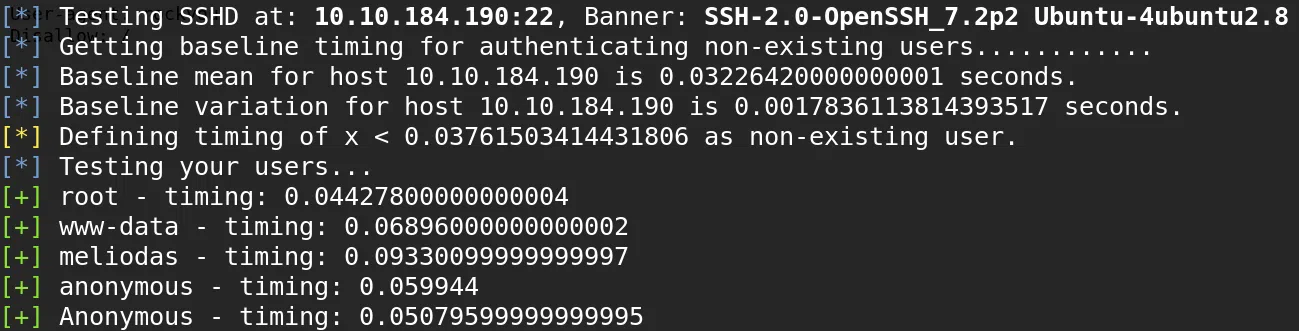 [*] Testing SSHD at: 10.10.184.190:22, Banner: SSH-2.0-OpenSSH_7.2p2 Ubuntu-4ubuntu2.8
[*] Getting baseline timing for authenticating non-existing users............
[*] Baseline mean for host 10.10.184.190 is 0.03226420000000001 seconds.
[*] Baseline variation for host 10.10.184.190 is 0.0017836113814393517 seconds.
[*] Defining timing of x < 0.03761503414431806 as non-existing user.
[*] Testing your users...
[+] root - timing: 0.04427800000000004
[+] www-data - timing: 0.06896000000000002
[+] meliodas - timing: 0.09330099999999997
[+] anonymous - timing: 0.059944
[+] Anonymous - timing: 0.05079599999999995